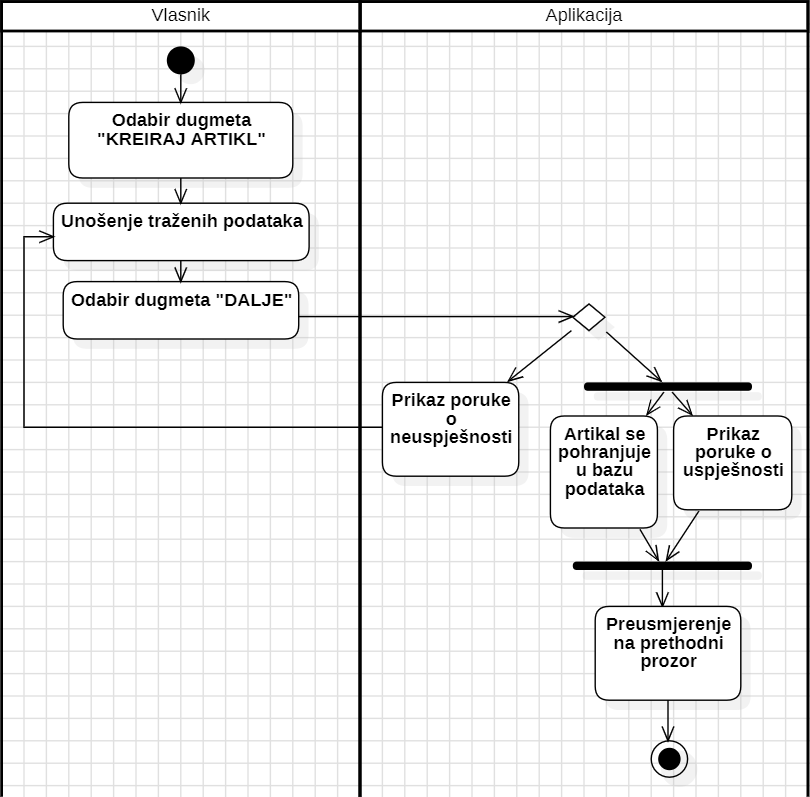 Vlasnik
Aplikacija
Odabir dugmeta
"KREIRAJ ARTIKL"
Unošenje traženih podataka
Odabir dugmeta "DALJE"
Prikaz poruke
o
neuspješnosti
Artikal se
pohranjuje
u bazu
podataka
Prikaz
poruke o
uspješnosti
Preusmjerenje
na prethodni
prozor